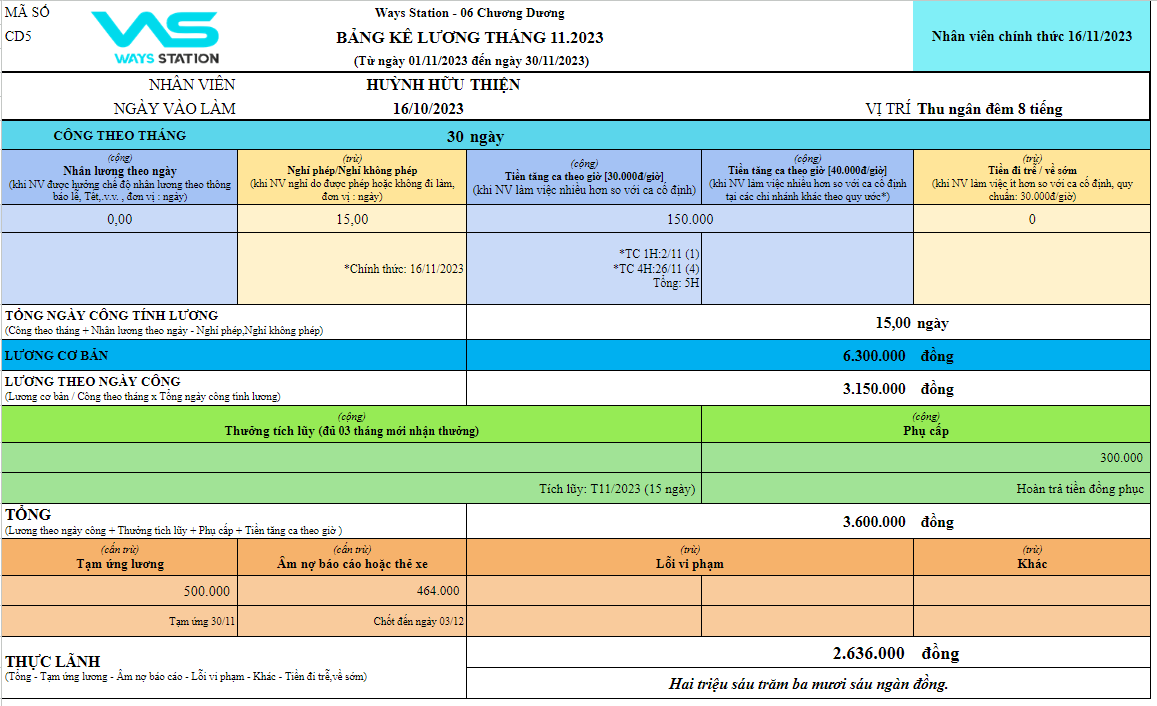 MÃ SỐ
CD5
WAYS STATION
Ways Station - 06 Chương Dương
BẢNG KÊ LƯƠNG THÁNG 11.2023
(Từ ngày 01/11/2023 đến ngày 30/11/2023)
Nhân viên chính thức 16/11/2023
NHÂN VIÊN
HUỲNH HỮU THIỆN
NGÀY VÀO LÀM
16/10/2023
VỊ TRÍ Thu ngân đêm 8 tiếng
CÔNG THEO THÁNG
30 ngày
(cộng)
Nhân lương theo ngày
(khi NV được hưởng chế độ nhân lương theo thông
báo lễ, Tết,.v.v. , đơn vị : ngày)
(trừ)
Nghỉ phép/Nghỉ không phép
(khi NV nghỉ do được phép hoặc không đi làm,
đơn vị : ngày)
(cộng)
Tiền tăng ca theo giờ [30.000đ/giờ]
(khi NV làm việc nhiều hơn so với ca cố định)
(cộng)
Tiền tăng ca theo giờ [40.000đ/giờ]
(khi NV làm việc nhiều hơn so với ca cố định
tại các chi nhánh khác theo quy ước*)
(trừ)
Tiền đi trễ / về sớm
(khi NV làm việc ít hơn so với ca cố định, quy
chuẩn: 30.000đ/giờ)
0,00
15,00
150.000
0
*Chính thức: 16/11/2023
*TC 1H:2/11 (1)
*TC 4H:26/11 (4)
Tổng: 5H
TỔNG NGÀY CÔNG TÍNH LƯƠNG
(Công theo tháng + Nhân lương theo ngày - Nghỉ phép,Nghỉ không phép)
15,00 ngày
LƯƠNG CƠ BẢN
6.300.000 đồng
LƯƠNG THEO NGÀY CÔNG
(Lương cơ bản / Công theo tháng x Tổng ngày công tính lương)
3.150.000 đồng
(cộng)
Thưởng tích lũy (đủ 03 tháng mới nhận thưởng)
(cộng)
Phụ cấp
300.000
Tích lũy: T11/2023 (15 ngày)
Hoàn trả tiền đồng phục
TỔNG
(Lương theo ngày công + Thưởng tích lũy + Phụ cấp + Tiền tăng ca theo giờ )
3.600.000 đồng
(cấn trừ)
Tạm ứng lương
(cấn trừ)
Âm nợ báo cáo hoặc thẻ xe
(trừ)
Lỗi vi phạm
(trừ)
Khác
500.000
464.000
Tạm ứng 30/11
Chốt đến ngày 03/12
THỰC LÃNH
(Tổng - Tạm ứng lương - Âm nợ báo cáo - Lỗi vi phạm - Khác - Tiền đi trễ,về sớm)
2.636.000 đồng
Hai triệu sáu trăm ba mươi sáu ngàn đồng.